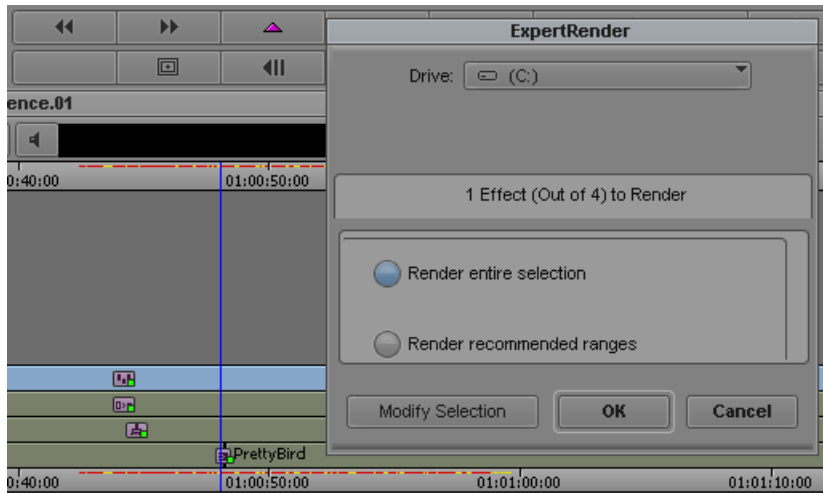 ExpertRender
Drive: (C:)
ence.01
0:40:00
01:00:50:00
1 Effect (Out of 4) to Render
Render entire selection
Render recommended ranges
Modify Selection
OK
Cancel
PrettyBird
0:40:00
01:00:50:00
01:01:00:00
01:01:10:00